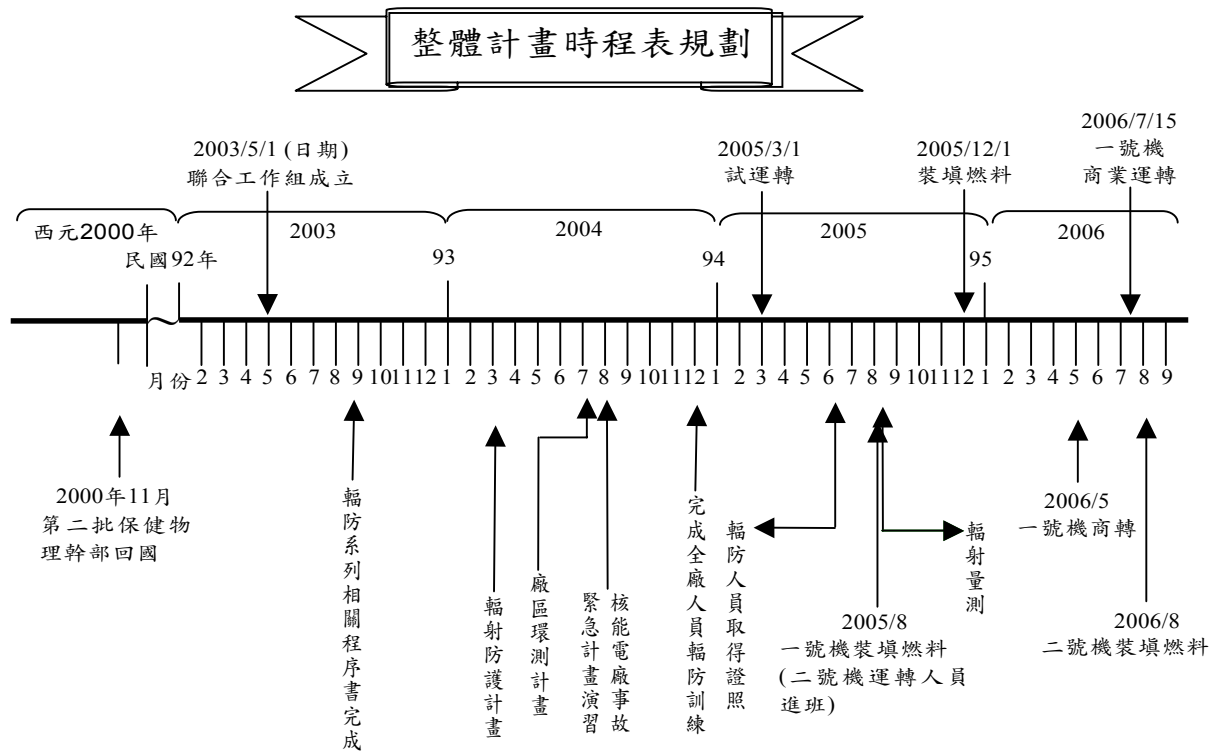 整體計畫時程表規劃
2003/5/1 (日期)
聯合工作組成立
2005/3/1
試運轉
2005/12/1
裝填燃料
2006/7/15
一號機
商業運轉
西元2000年
2003
2004
2005
2006
民國92年
93
94
95
月份 2 3 4 5 6 7 8 9 10 11 12 1 2 3 4 5 6 7 8 9 10 11 12 1 2 3 4 5 6 7 8 9 10 11 12 1 2 3 4 5 6 7 8 9
2000年11月
第二批保健物
理幹部回國
輻防系列相關程序書完成
輻射防護計畫
廠區環測計畫
核能電廠事故
緊急計畫演習
完成全廠人員輻防訓練
輻防人員取得證照
2005/8
一號機裝填燃料
(二號機運轉人員
進班)
輻射量測
2006/5
一號機商轉
2006/8
二號機裝填燃料